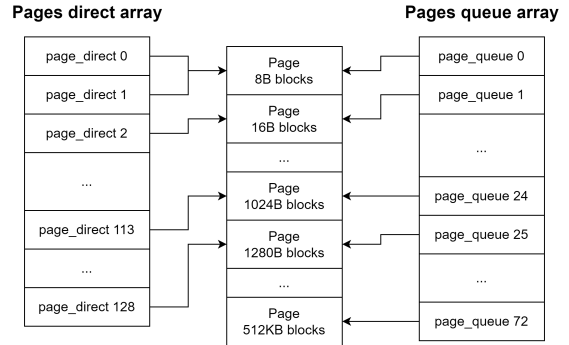 Pages direct array
Pages queue array
page_direct 0
page_direct 1
page_direct 2
...
page_direct 113
...
page_direct 128
Page
8B blocks
Page
16B blocks
...
Page
1024B blocks
Page
1280B blocks
...
Page
512KB blocks
page_queue 0
page_queue 1
...
page_queue 24
page_queue 25
...
page_queue 72